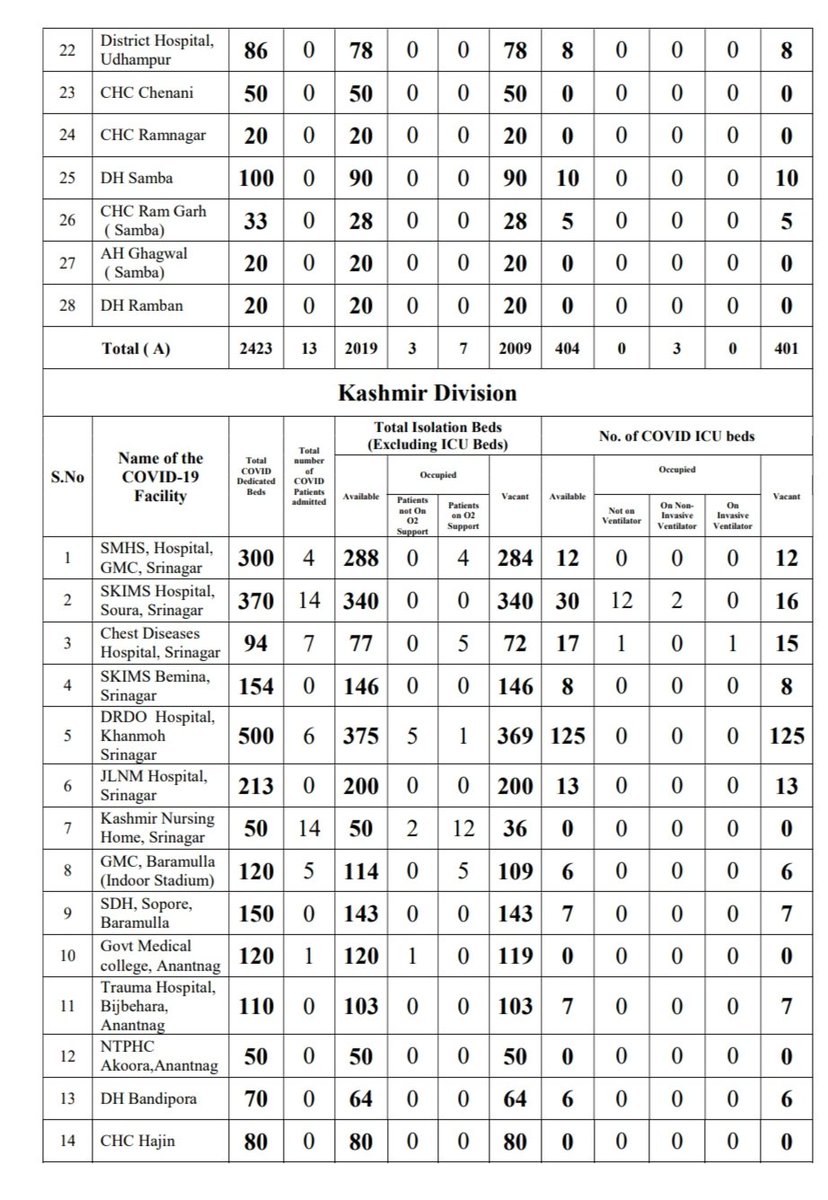 22 District Hospital, Udhampur 86 0 78 0 0 78 8 0 0 0 8
23 CHC Chenani 50 0 50 0 0 50 0 0 0 0 0
24 CHC Ramnagar 20 0 20 0 0 20 0 0 0 0 0
25 DH Samba 100 0 90 0 0 90 10 0 0 0 10
26 CHC Ram Garh ( Samba) 33 0 28 0 0 28 5 0 0 0 5
27 AH Ghagwal ( Samba) 20 0 20 0 0 20 0 0 0 0 0
28 DH Ramban 20 0 20 0 0 20 0 0 0 0 0
Total ( A) 2423 13 2019 3 7 2009 404 0 3 0 401
Kashmir Division
S.No
Name of the COVID-19 Facility
Total COVID Dedicated Beds
Total number of COVID Patients admitted
Total Isolation Beds (Excluding ICU Beds)
No. of COVID ICU beds
Available
Occupied
Patients not On O2 Support
Patients on O2 Support
Vacant
Available
Occupied
Not on Ventilator
On Non-Invasive Ventilator
On Invasive Ventilator
Vacant
1 SMHS, Hospital, GMC, Srinagar 300 4 288 0 4 284 12 0 0 0 12
2 SKIMS Hospital, Soura, Srinagar 370 14 340 0 0 340 30 12 2 0 16
3 Chest Diseases Hospital, Srinagar 94 7 77 0 5 72 17 1 0 1 15
4 SKIMS Bemina, Srinagar 154 0 146 0 0 146 8 0 0 0 8
5 DRDO Hospital, Khanmoh Srinagar 500 6 375 5 1 369 125 0 0 0 125
6 JLNM Hospital, Srinagar 213 0 200 0 0 200 13 0 0 0 13
7 Kashmir Nursing Home, Srinagar 50 14 50 2 12 36 0 0 0 0 0
8 GMC, Baramulla (Indoor Stadium) 120 5 114 0 5 109 6 0 0 0 6
9 SDH, Sopore, Baramulla 150 0 143 0 0 143 7 0 0 0 7
10 Govt Medical college, Anantnag 120 1 120 1 0 119 0 0 0 0 0
11 Trauma Hospital, Bijbehara, Anantnag 110 0 103 0 0 103 7 0 0 0 7
12 NTPHC Akoora,Anantnag 50 0 50 0 0 50 0 0 0 0 0
13 DH Bandipora 70 0 64 0 0 64 6 0 0 0 6
14 CHC Hajin 80 0 80 0 0 80 0 0 0 0 0